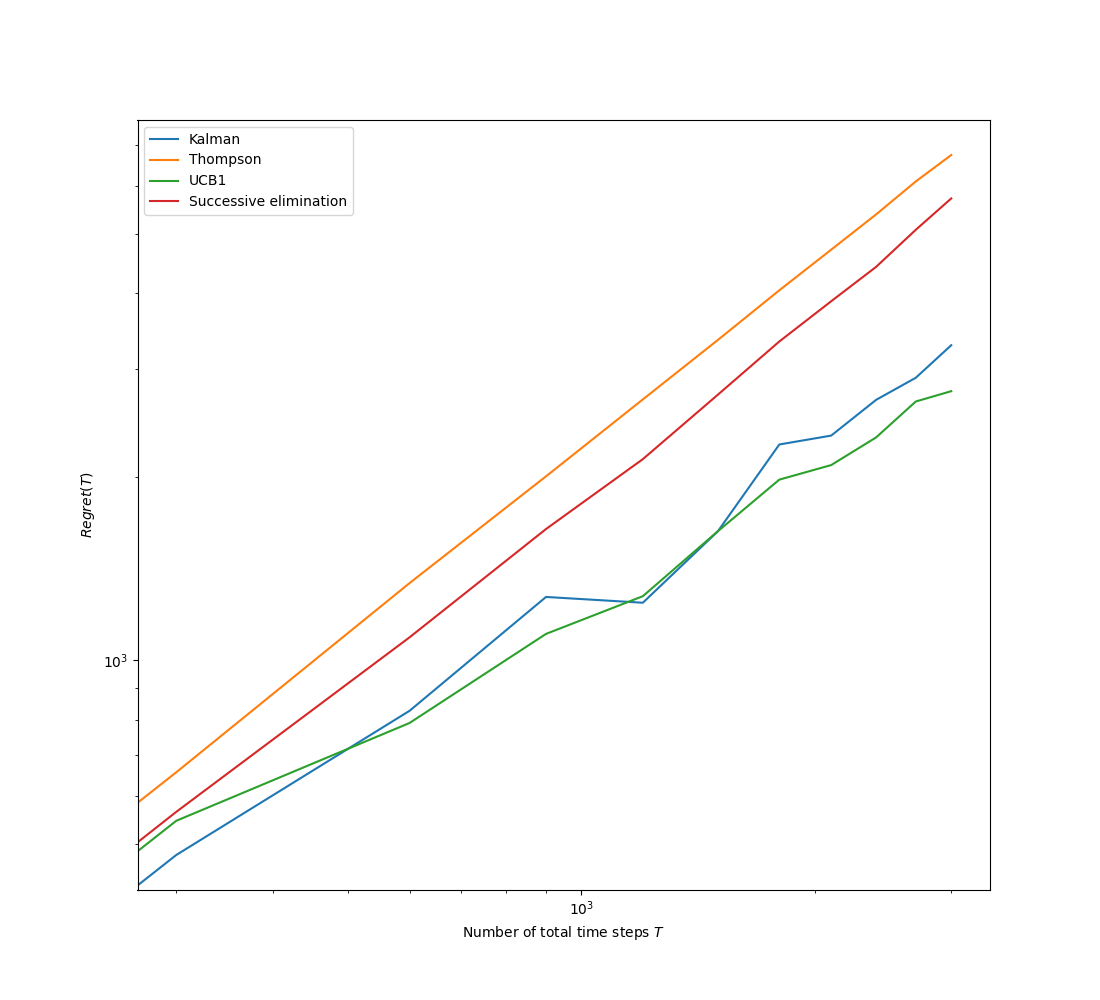 Kalman
Thompson
UCB1
Successive elimination
Regret(T)
10³
10³
Number of total time steps T